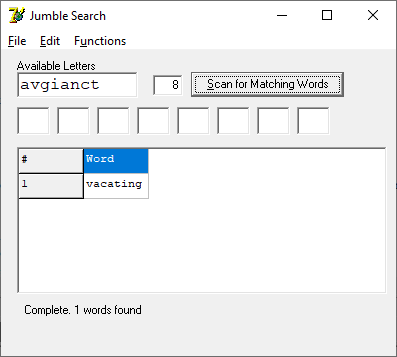 Jumble Search
File Edit Functions
Available Letters
avgianct 8 Scan for Matching Words
# Word
1 vacating
Complete. 1 words found